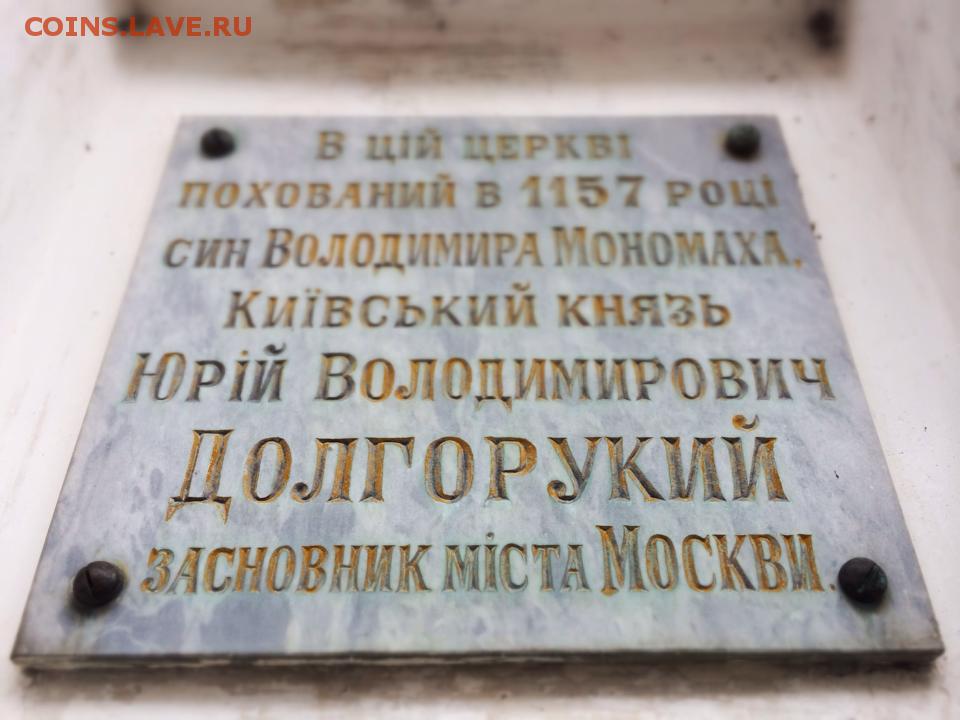 COINS.LAVE.RU
В ЦІЙ ЦЕРКВІ
ПОХОВАНИЙ В 1157 РОЦІ
СИН ВОЛОДИМИРА МОНОМАХА,
КИЇВСЬКИЙ КНЯЗЬ
ЮРІЙ ВОЛОДИМИРОВИЧ
ДОЛГОРУКИЙ
ЗАСНОВНИК МІСТА МОСКВИ.